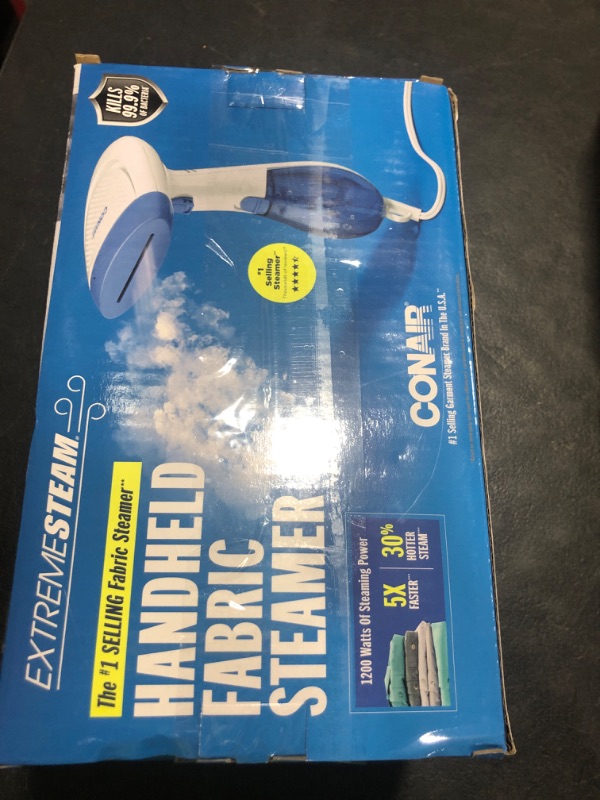 EXTREMESTEAM.
The #1 SELLING Fabric Steamer**
HANDHELD
FABRIC
STEAMER
1200 Watts Of Steaming Power
5X
FASTER**
30%
HOTTER
STEAM**
KILLS
99.9%
OF BACTERIA*
#1
Selling
Steamer**
CONAIR
CONAIR®
#1 Selling Garment Steamer Brand In The U.S.A.**